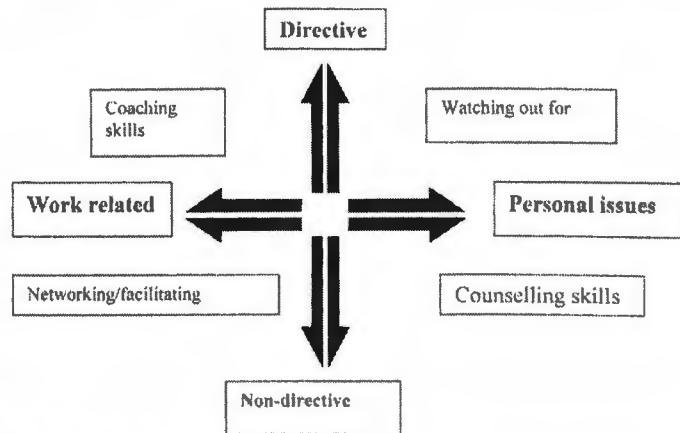 Directive
Coaching
skills
Watching out for
Work related
Personal issues
Networking/facilitating
Counselling skills
Non-directive